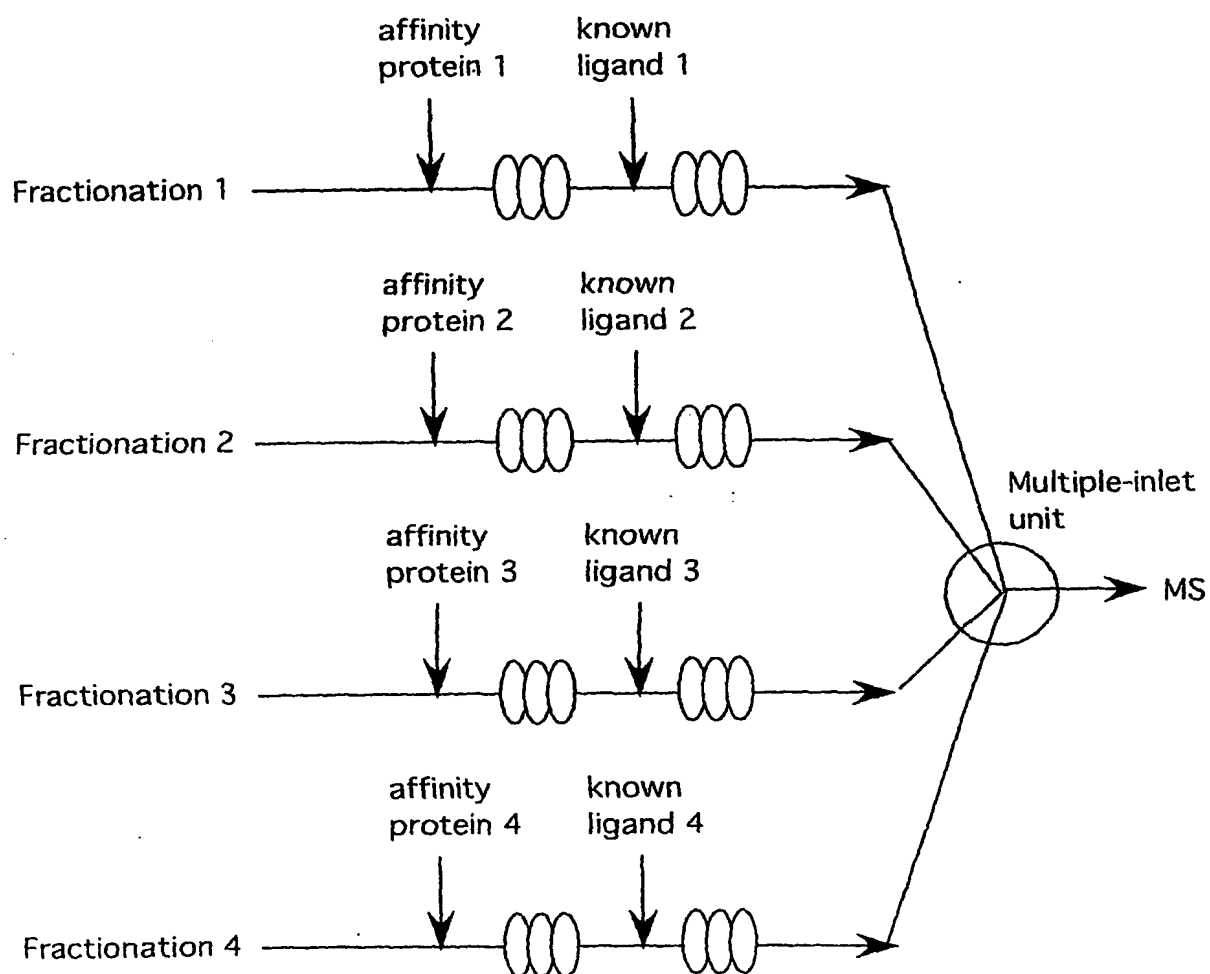 affinity
protein 1
known
ligand 1
Fractionation 1
affinity
protein 2
known
ligand 2
Fractionation 2
Multiple-inlet
unit
affinity
protein 3
known
ligand 3
MS
Fractionation 3
affinity
protein 4
known
ligand 4
Fractionation 4